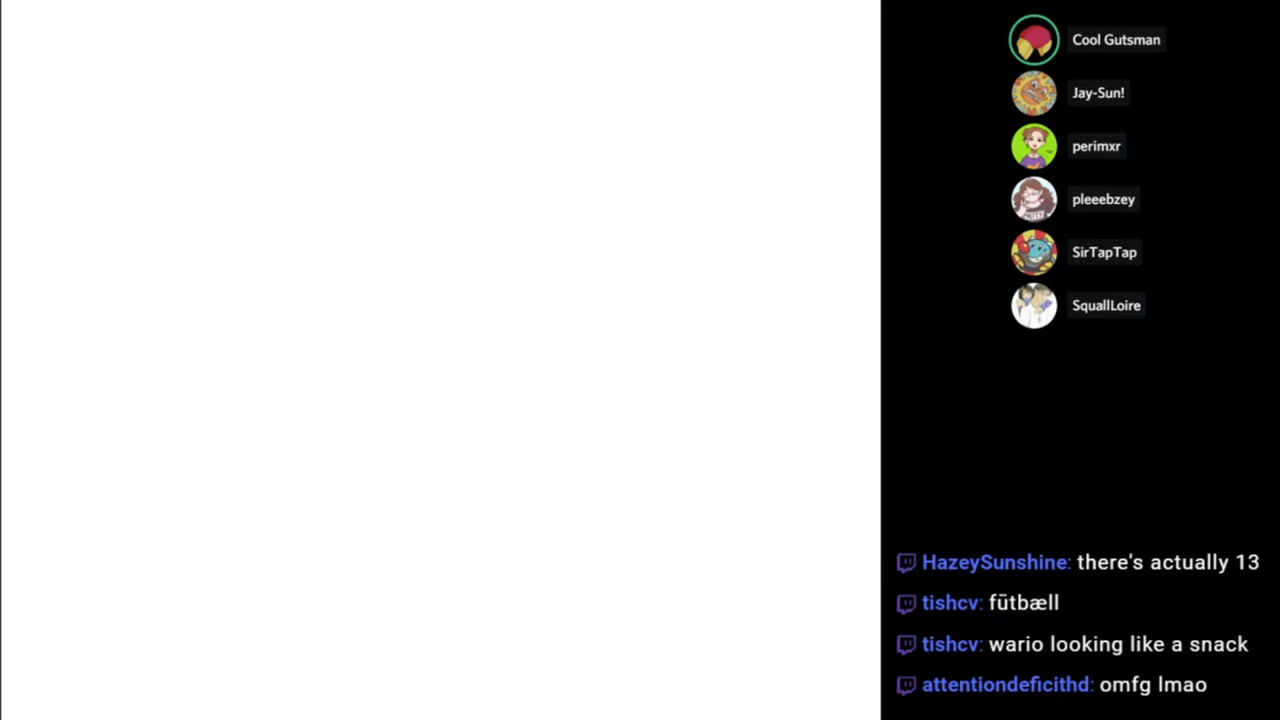 Cool Gutsman
Jay-Sun!
perimxr
pleeebzey
SirTapTap
SquallLoire
HazeySunshine: there's actually 13
tishcv: fūtbæll
tishcv: wario looking like a snack
attentiondeficithd: omfg lmao